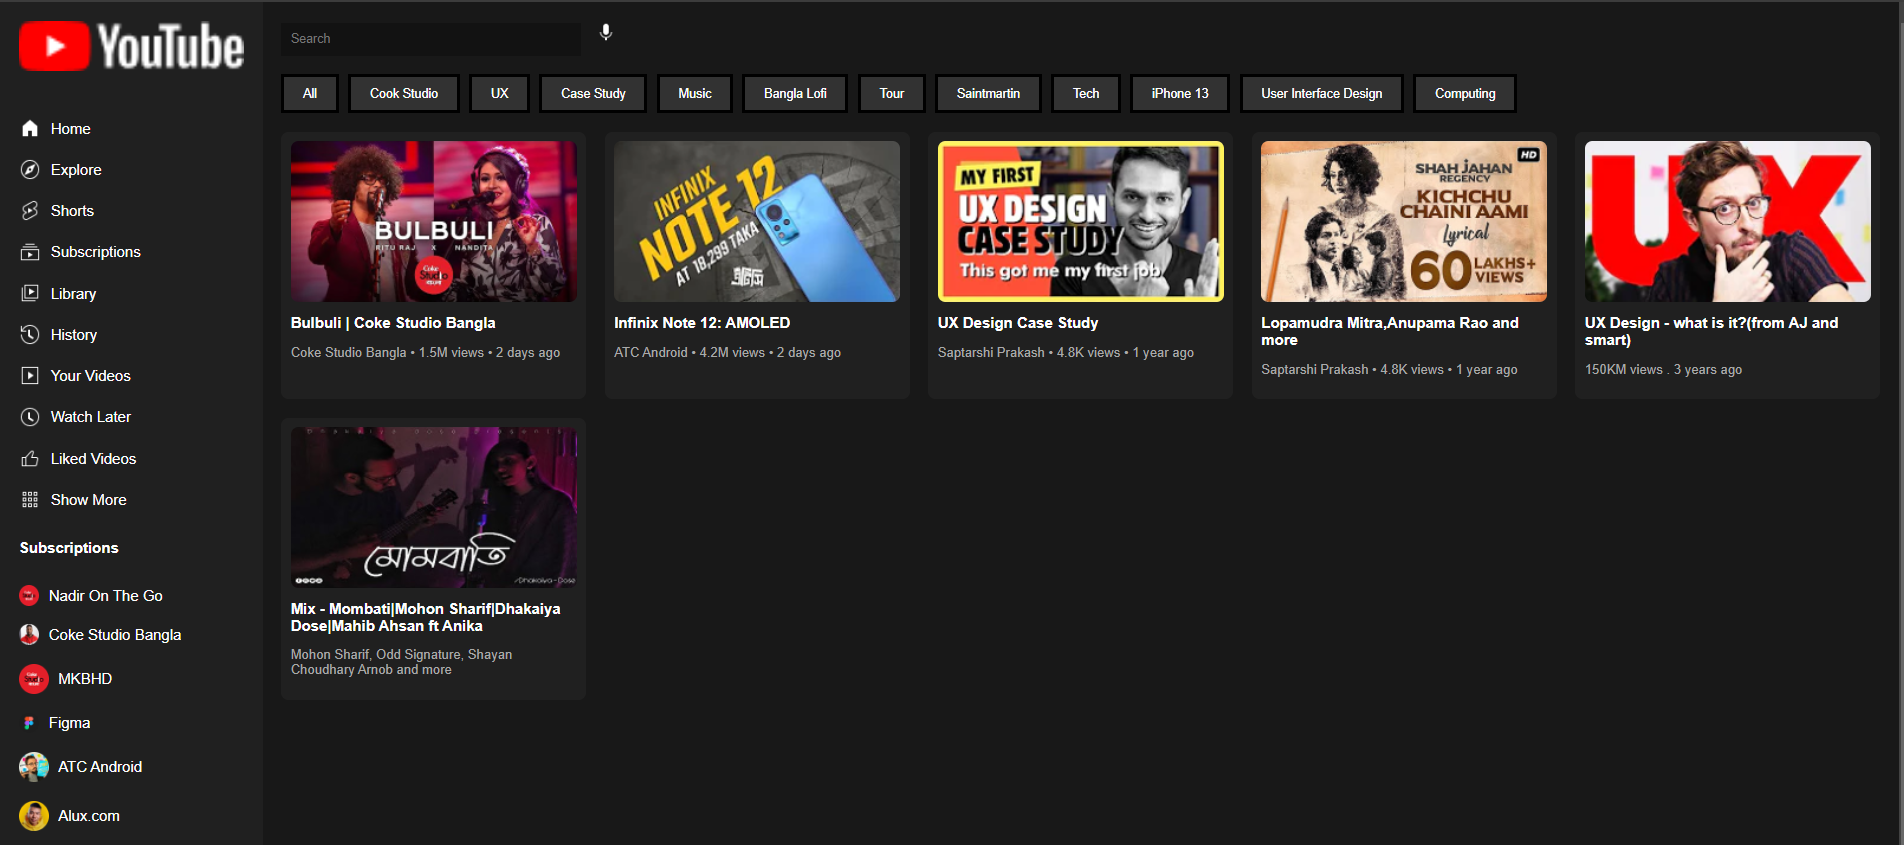 YouTube
Search
All
Cook Studio
UX
Case Study
Music
Bangla Lofi
Tour
Saintmartin
Tech
iPhone 13
User Interface Design
Computing
Home
Explore
Shorts
Subscriptions
Library
History
Your Videos
Watch Later
Liked Videos
Show More
Subscriptions
Nadir On The Go
Coke Studio Bangla
MKBHD
Figma
ATC Android
Alux.com
BULBULI
RITU RAJ X NANDITA
Coke
Studio
বাংলা
Bulbuli | Coke Studio Bangla
Coke Studio Bangla • 1.5M views • 2 days ago
INFINIX
NOTE 12
AT 18,299 TAKA
Infinix Note 12: AMOLED
ATC Android • 4.2M views • 2 days ago
MY FIRST
UX DESIGN
CASE STUDY
This got me my first job
UX Design Case Study
Saptarshi Prakash • 4.8K views • 1 year ago
HD
SHAH JAHAN
REGENCY
KICHCHU
CHAINI AAMI
Lyrical
60 LAKHS+
VIEWS
Lopamudra Mitra,Anupama Rao and
more
Saptarshi Prakash • 4.8K views • 1 year ago
UX
UX Design - what is it?(from AJ and
smart)
150KM views . 3 years ago
Dhakaiya dose Presents
মোমবাতি
/Dhakaiya-Dose
Mix - Mombati|Mohon Sharif|Dhakaiya
Dose|Mahib Ahsan ft Anika
Mohon Sharif, Odd Signature, Shayan
Choudhary Arnob and more